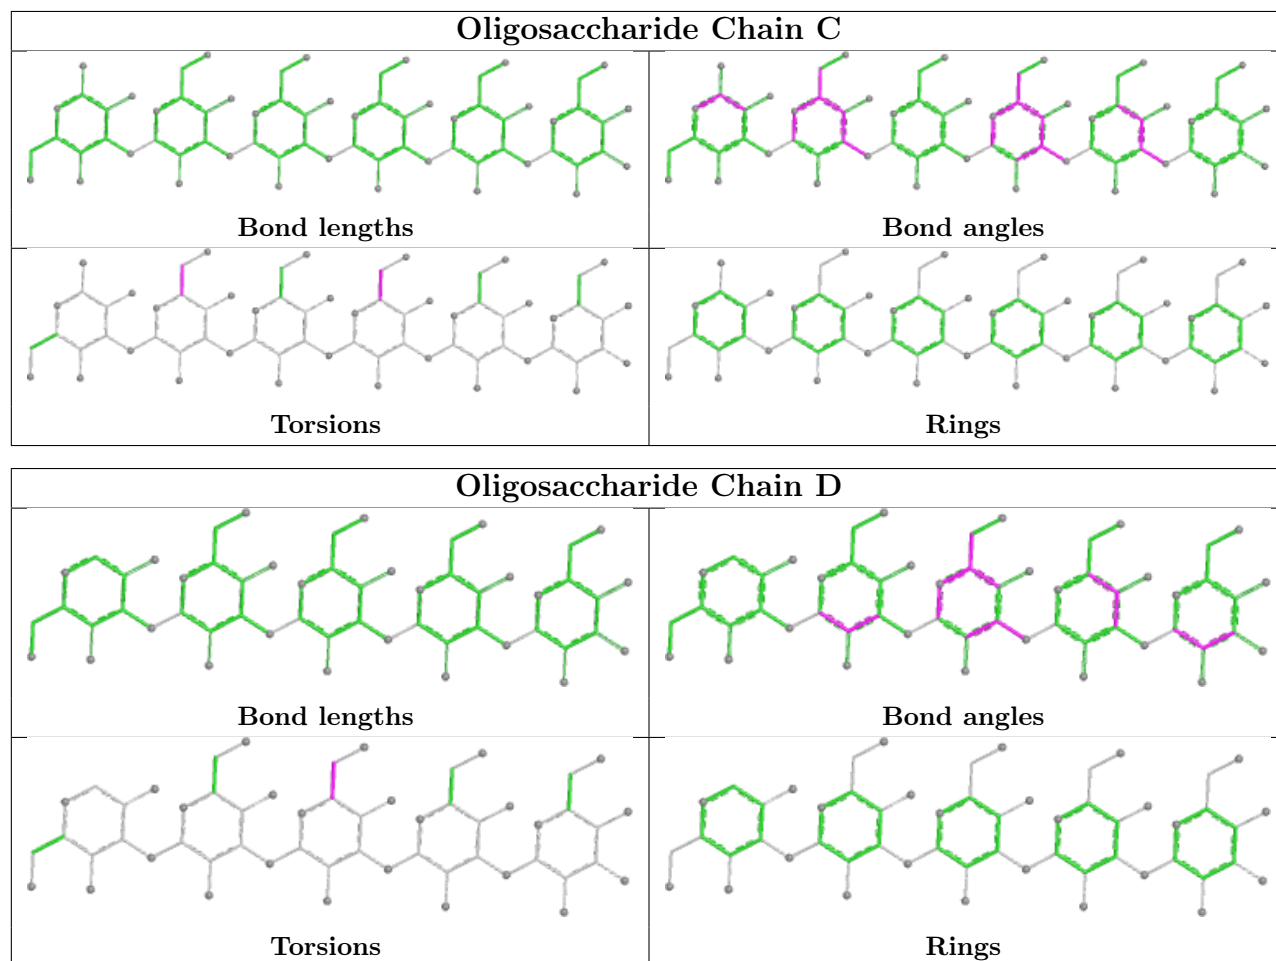 Oligosaccharide Chain C
Bond lengths
Bond angles
Torsions
Rings
Oligosaccharide Chain D
Bond lengths
Bond angles
Torsions
Rings